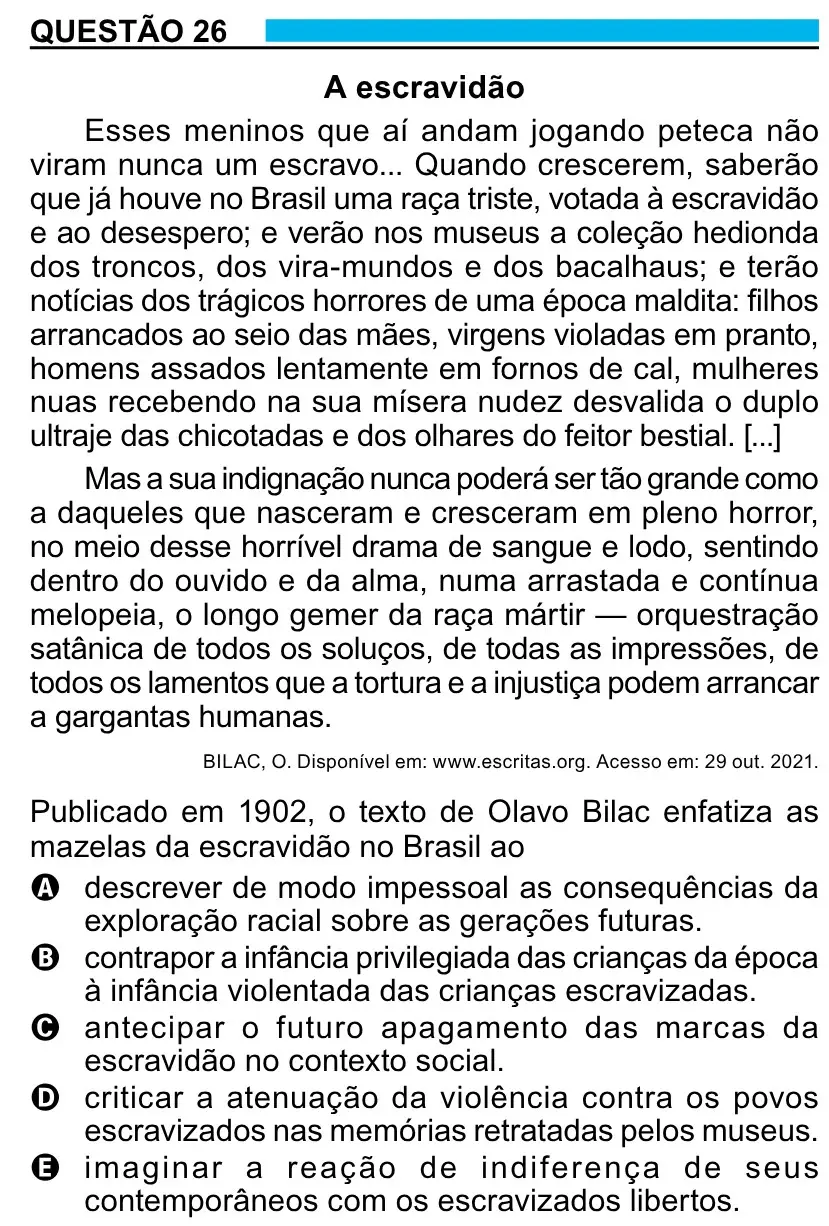 QUESTÃO 26
A escravidão
Esses meninos que aí andam jogando peteca não
viram nunca um escravo... Quando crescerem, saberão
que já houve no Brasil uma raça triste, votada à escravidão
e ao desespero; e verão nos museus a coleção hedionda
dos troncos, dos vira-mundos e dos bacalhaus; e terão
notícias dos trágicos horrores de uma época maldita: filhos
arrancados ao seio das mães, virgens violadas em pranto,
homens assados lentamente em fornos de cal, mulheres
nuas recebendo na sua mísera nudez desvalida o duplo
ultraje das chicotadas e dos olhares do feitor bestial. [...]
Mas a sua indignação nunca poderá ser tão grande como
a daqueles que nasceram e cresceram em pleno horror,
no meio desse horrível drama de sangue e lodo, sentindo
dentro do ouvido e da alma, numa arrastada e contínua
melopeia, o longo gemer da raça mártir — orquestração
satânica de todos os soluços, de todas as impressões, de
todos os lamentos que a tortura e a injustiça podem arrancar
a gargantas humanas.
BILAC, O. Disponível em: www.escritas.org. Acesso em: 29 out. 2021.
Publicado em 1902, o texto de Olavo Bilac enfatiza as
mazelas da escravidão no Brasil ao
A descrever de modo impessoal as consequências da
exploração racial sobre as gerações futuras.
B contrapor a infância privilegiada das crianças da época
à infância violentada das crianças escravizadas.
C antecipar o futuro apagamento das marcas da
escravidão no contexto social.
D criticar a atenuação da violência contra os povos
escravizados nas memórias retratadas pelos museus.
E imaginar a reação de indiferença de seus
contemporâneos com os escravizados libertos.